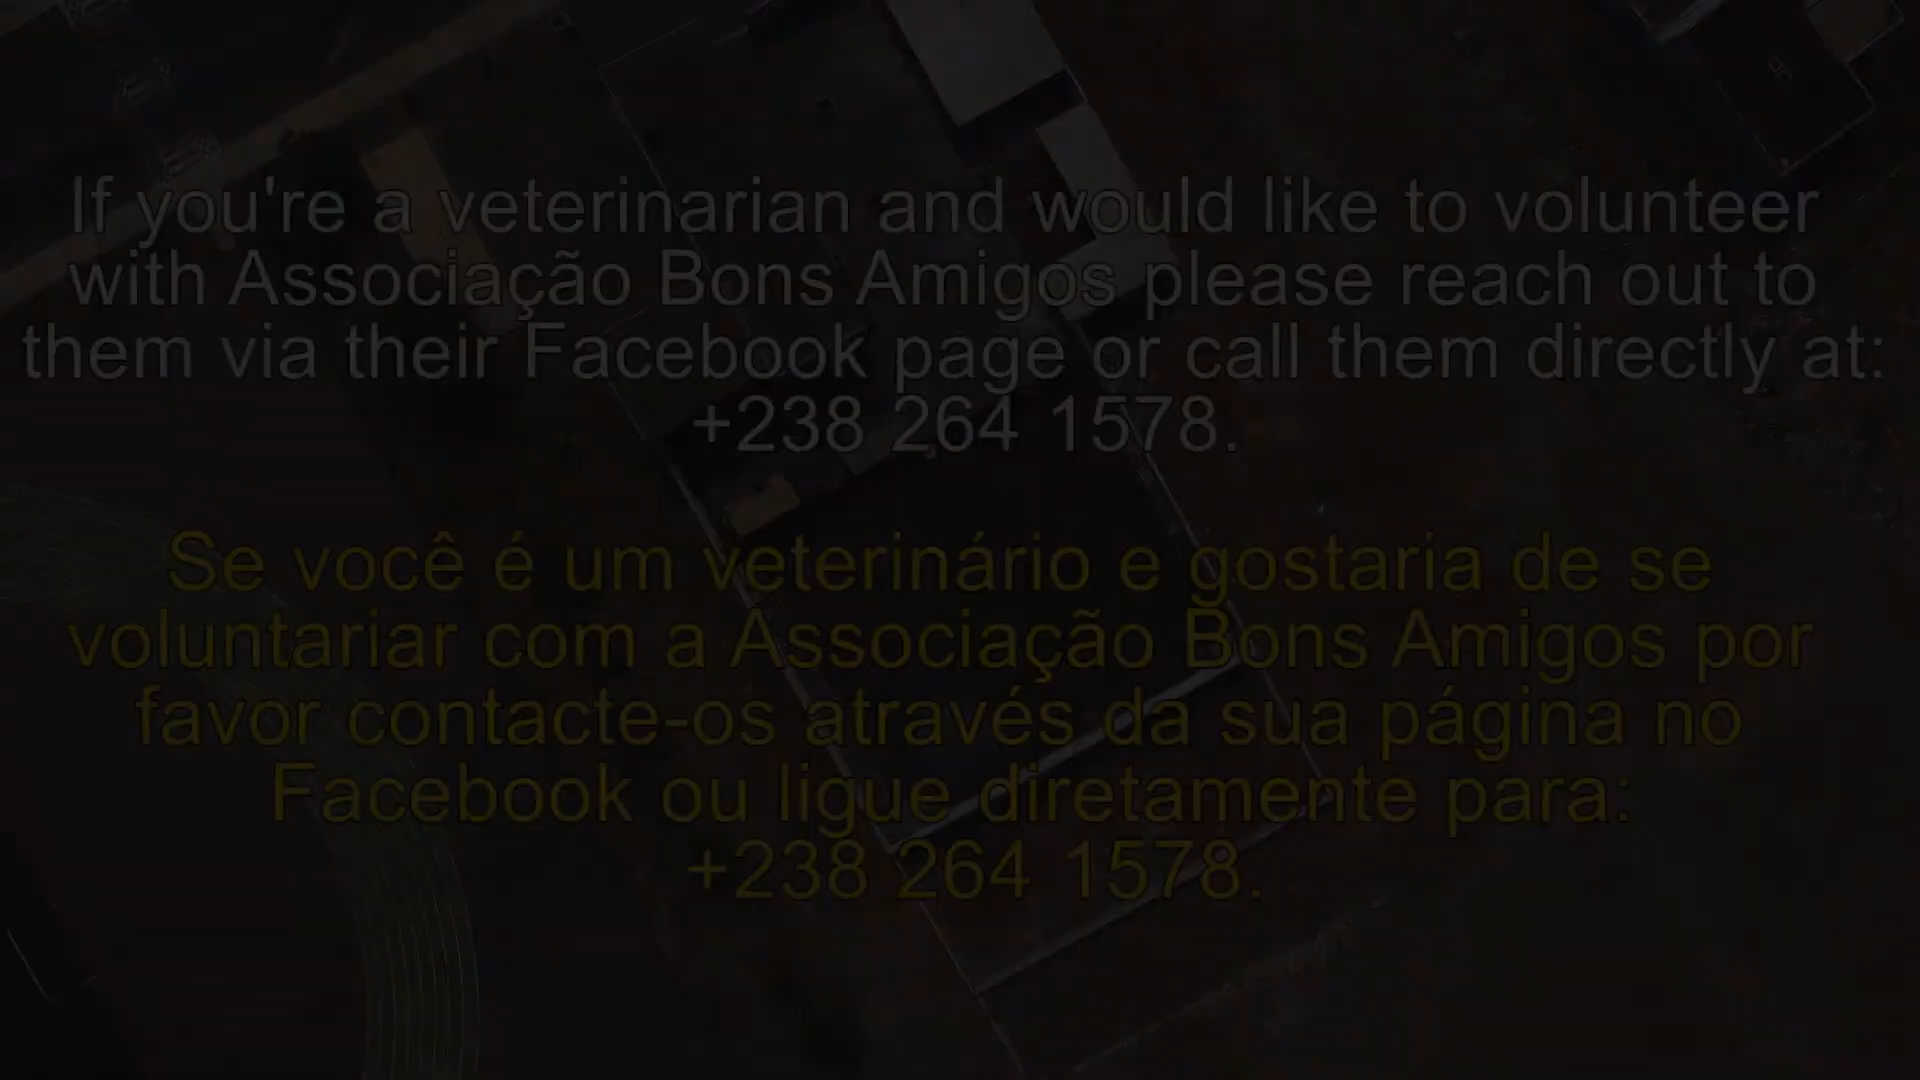 If you're a veterinarian and would like to volunteer
with Associação Bons Amigos please reach out to
them via their Facebook page or call them directly at:
+238 264 1578.
Se você é um veterinário e gostaria de se
voluntariar com a Associação Bons Amigos por
favor contacte-os através da sua página no
Facebook ou ligue diretamente para:
+238 264 1578.